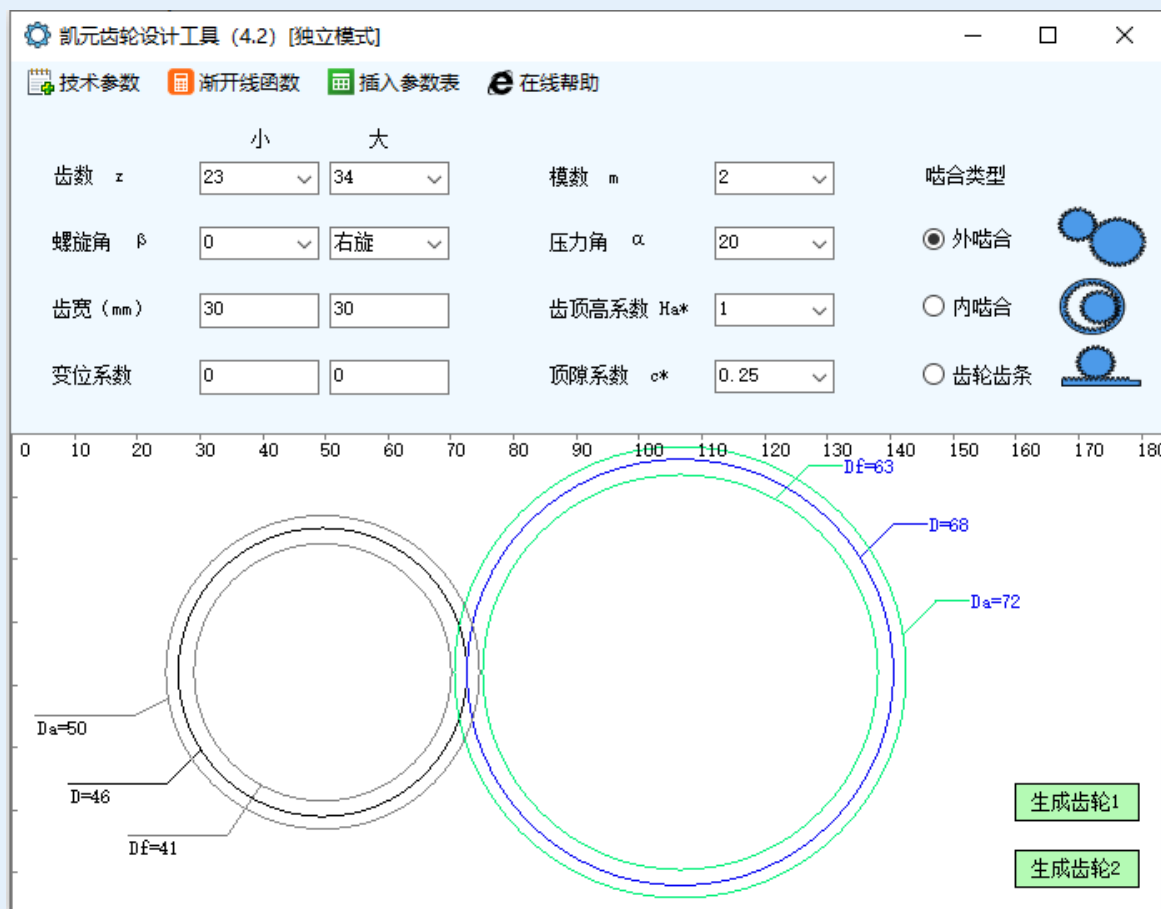 凯元齿轮设计工具（4.2）[独立模式]
技术参数 渐开线函数 插入参数表 在线帮助
小 大
齿数 z 23 34 模数 m 2 啮合类型
螺旋角 β 0 右旋 压力角 α 20 外啮合
齿宽（mm） 30 30 齿顶高系数 Ha* 1 内啮合
变位系数 0 0 顶隙系数 c* 0.25 齿轮齿条
0 10 20 30 40 50 60 70 80 90 100 110 120 130 140 150 160 170 180
Df=63
D=68
Da=72
Da=50
D=46
Df=41
生成齿轮1
生成齿轮2